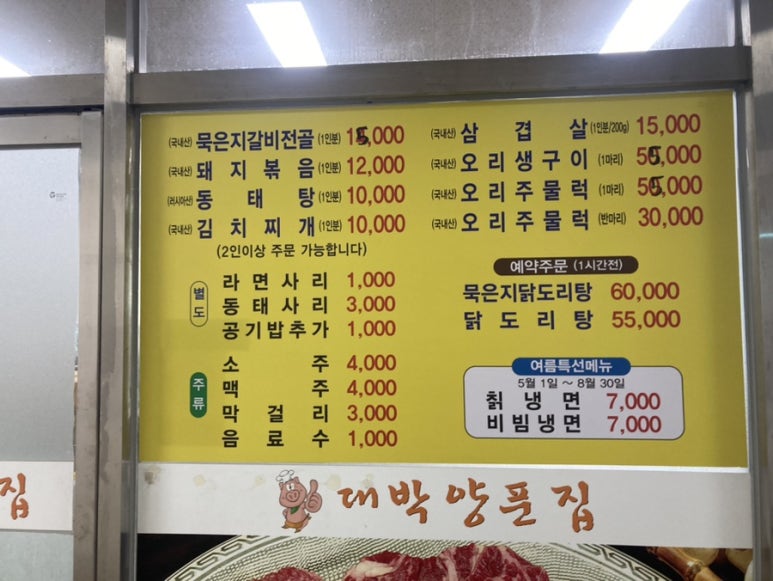 (국내산) 묵은지갈비전골 (1인분) 15,000
(국내산) 돼지볶음 (1인분) 12,000
(러시아산) 동태탕 (1인분) 10,000
(국내산) 김치찌개 (1인분) 10,000
(2인이상 주문 가능합니다)
별도
라면사리 1,000
동태사리 3,000
공기밥추가 1,000
주류
소주 4,000
맥주 4,000
막걸리 3,000
음료수 1,000
(국내산) 삼겹살 (1인분/200g) 15,000
(국내산) 오리생구이 (1마리) 55,000
(국내산) 오리주물럭 (1마리) 55,000
(국내산) 오리주물럭 (반마리) 30,000
예약주문 (1시간전)
묵은지닭도리탕 60,000
닭도리탕 55,000
여름특선메뉴
5월 1일 ~ 8월 30일
칡냉면 7,000
비빔냉면 7,000
집
대박양푼집